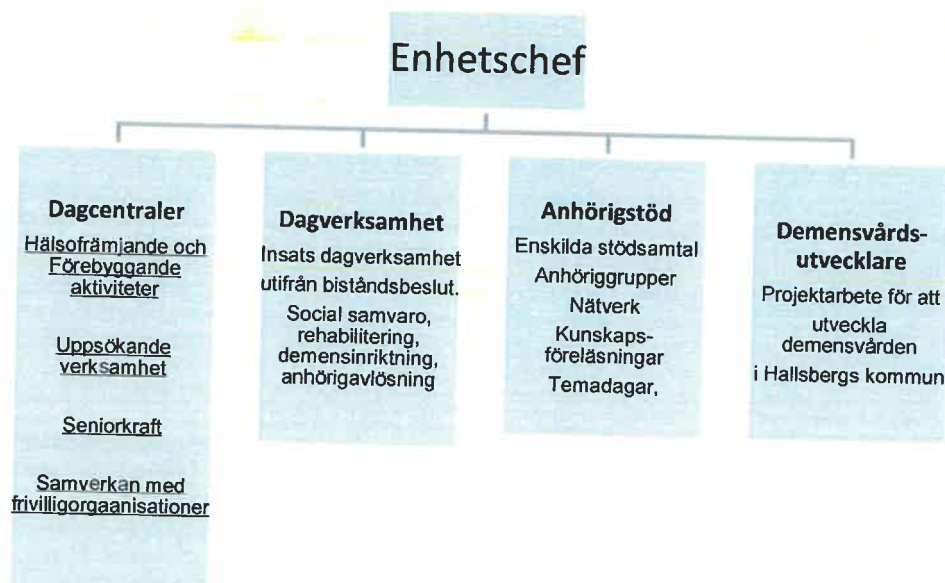 Enhetschef
Dagcentraler
Hälsofrämjande och
Förebyggande
aktiviteter
Uppsökande
verksamhet
Seniorkraft
Samverkan med
frivilligorgaanisationer
Dagverksamhet
Insats dagverksamhet
utifrån biståndsbeslut.
Social samvaro,
rehabilitering,
demensinriktning,
anhörigavlösning
Anhörigstöd
Enskilda stödsamtal
Anhöriggrupper
Nätverk
Kunskaps-
föreläsningar
Temadagar,
Demensvårds-
utvecklare
Projektarbete för att
utveckla
demensvården
i Hallsbergs kommun